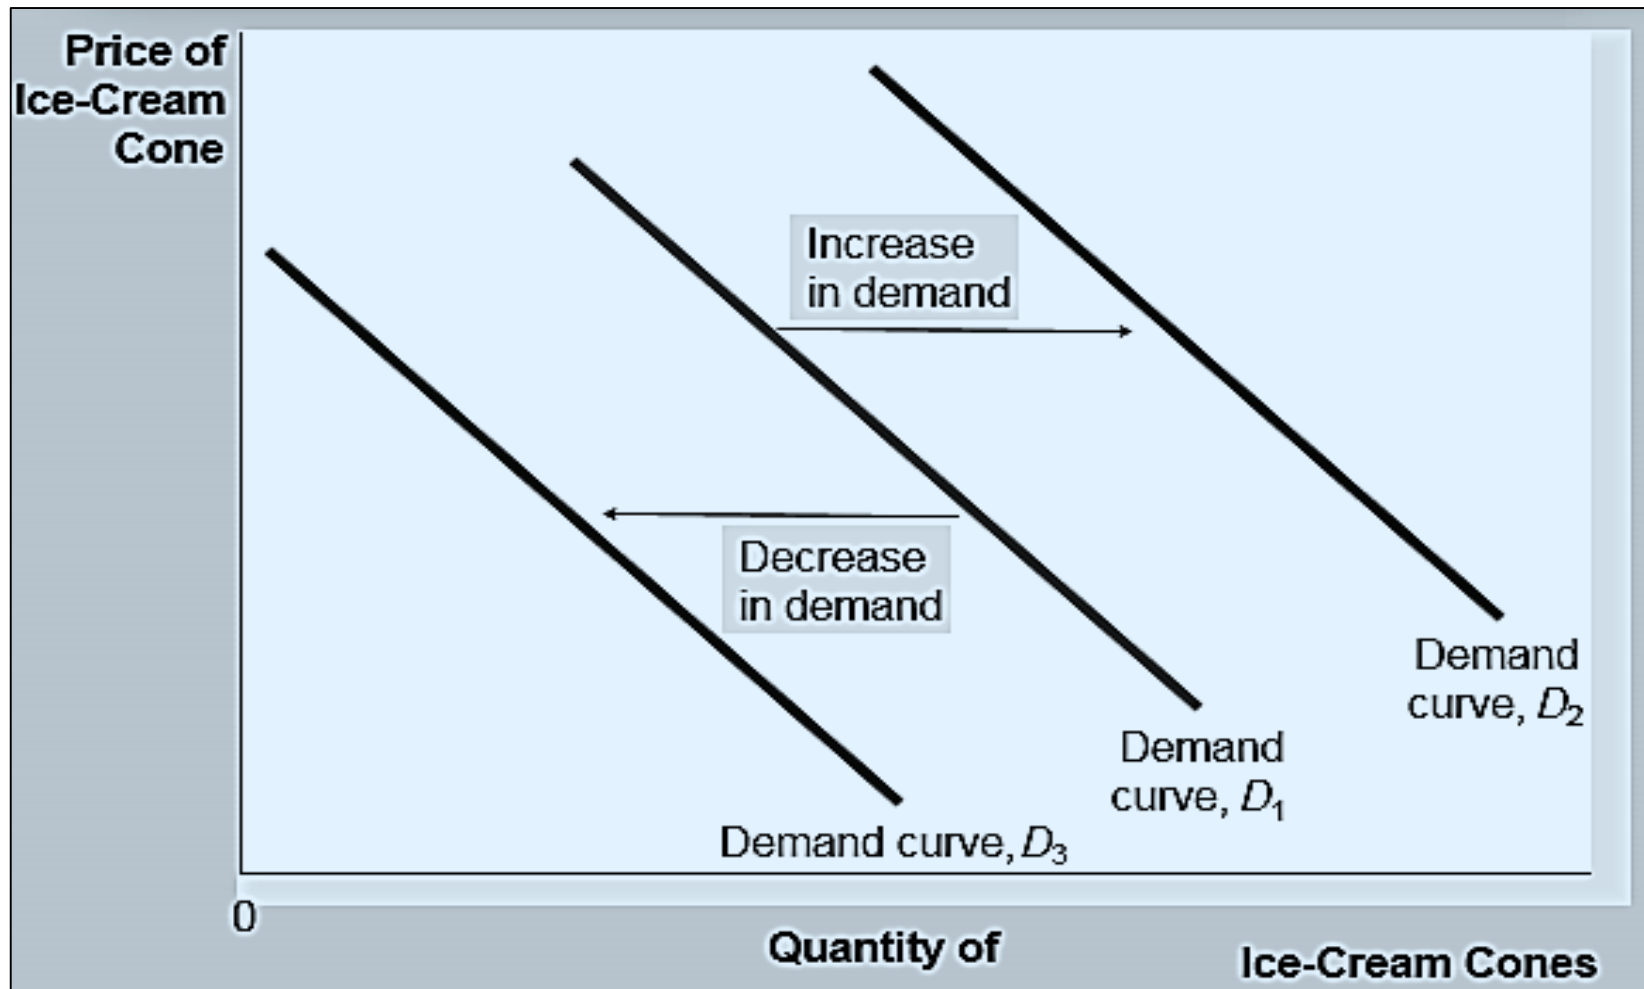 Price of
Ice-Cream
Cone
Increase
in demand
Decrease
in demand
Demand
curve, D₂
Demand
curve, D₁
Demand curve, D₃
0
Quantity of
Ice-Cream Cones